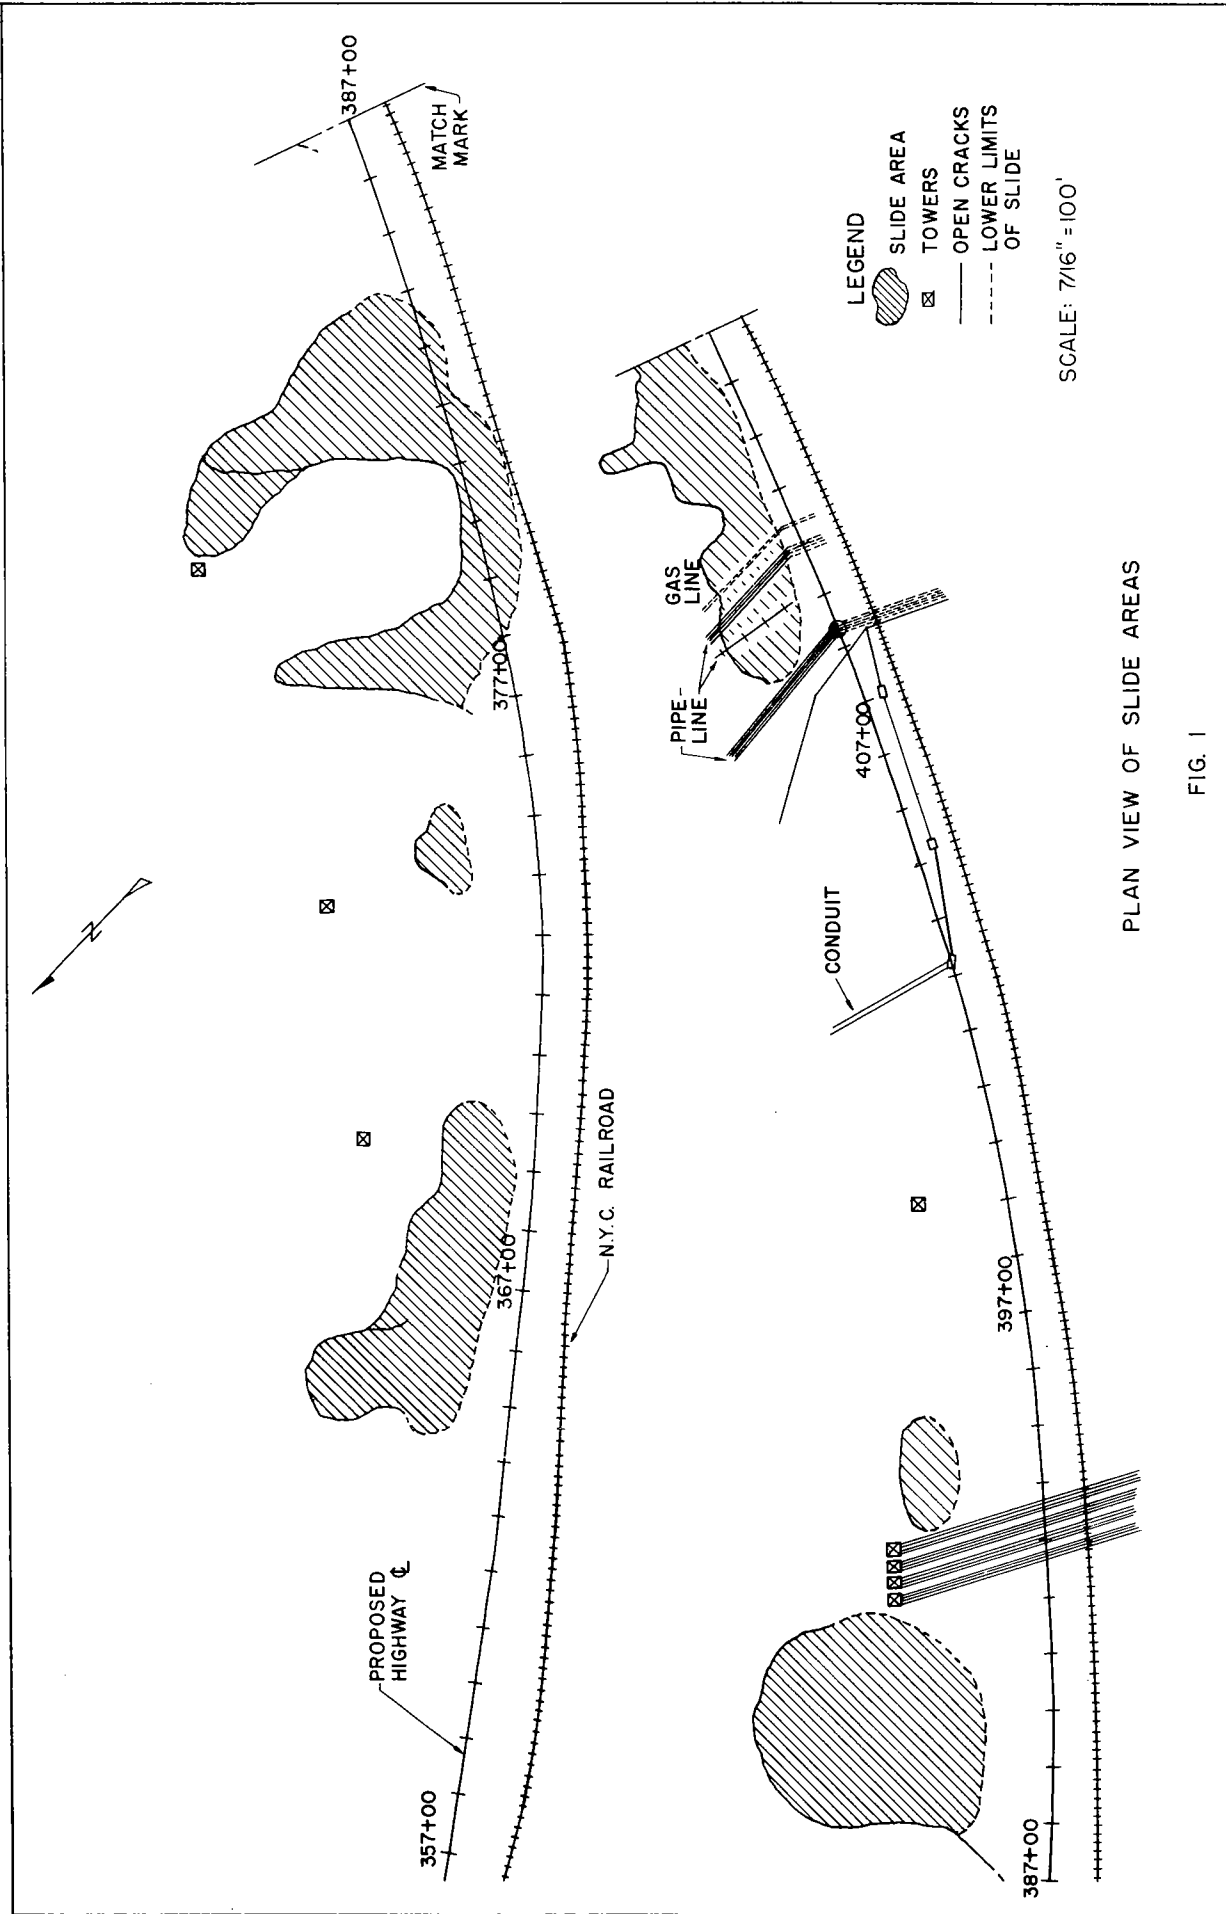 387+00
MATCH
MARK
377+00
367+00
N.Y.C. RAILROAD
PROPOSED
HIGHWAY ℄
357+00
N
LEGEND
SLIDE AREA
TOWERS
OPEN CRACKS
LOWER LIMITS
OF SLIDE
SCALE: 7/16" = 100'
GAS
LINE
PIPE-
LINE
407+00
CONDUIT
397+00
387+00
PLAN VIEW OF SLIDE AREAS
FIG. 1